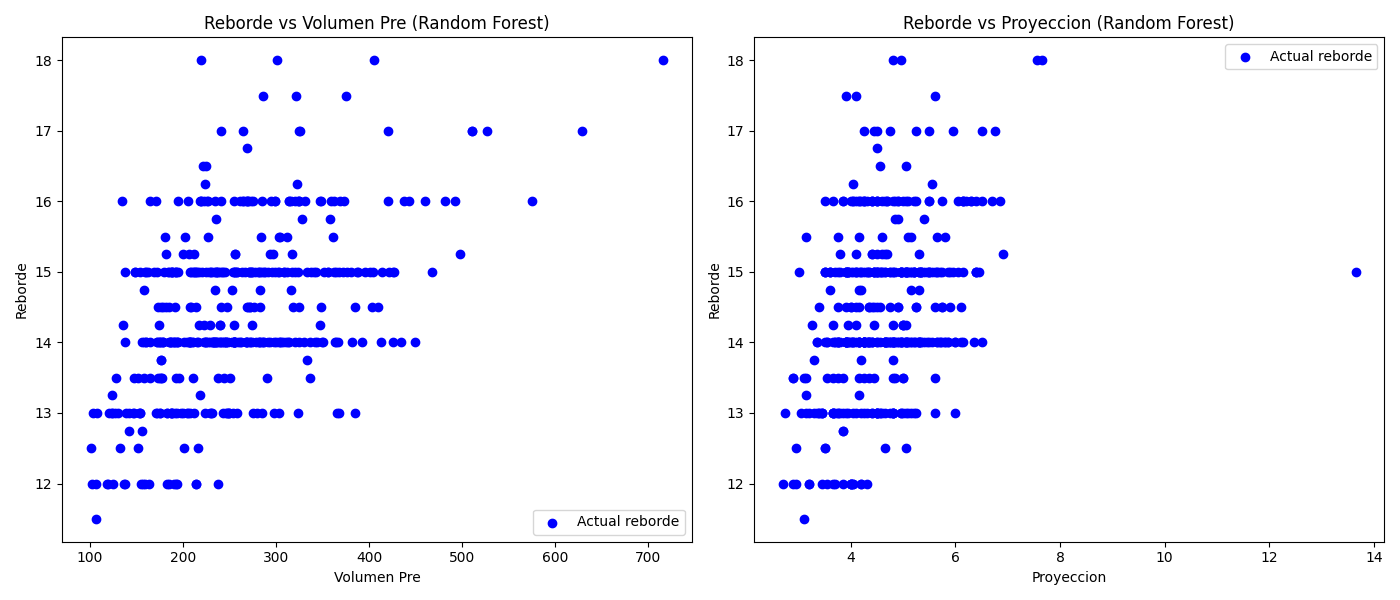 Reborde vs Volumen Pre (Random Forest)
Reborde
18
17
16
15
14
13
12
100 200 300 400 500 600 700
Volumen Pre
Actual reborde
Reborde vs Proyeccion (Random Forest)
Reborde
18
17
16
15
14
13
12
4 6 8 10 12 14
Proyeccion
Actual reborde